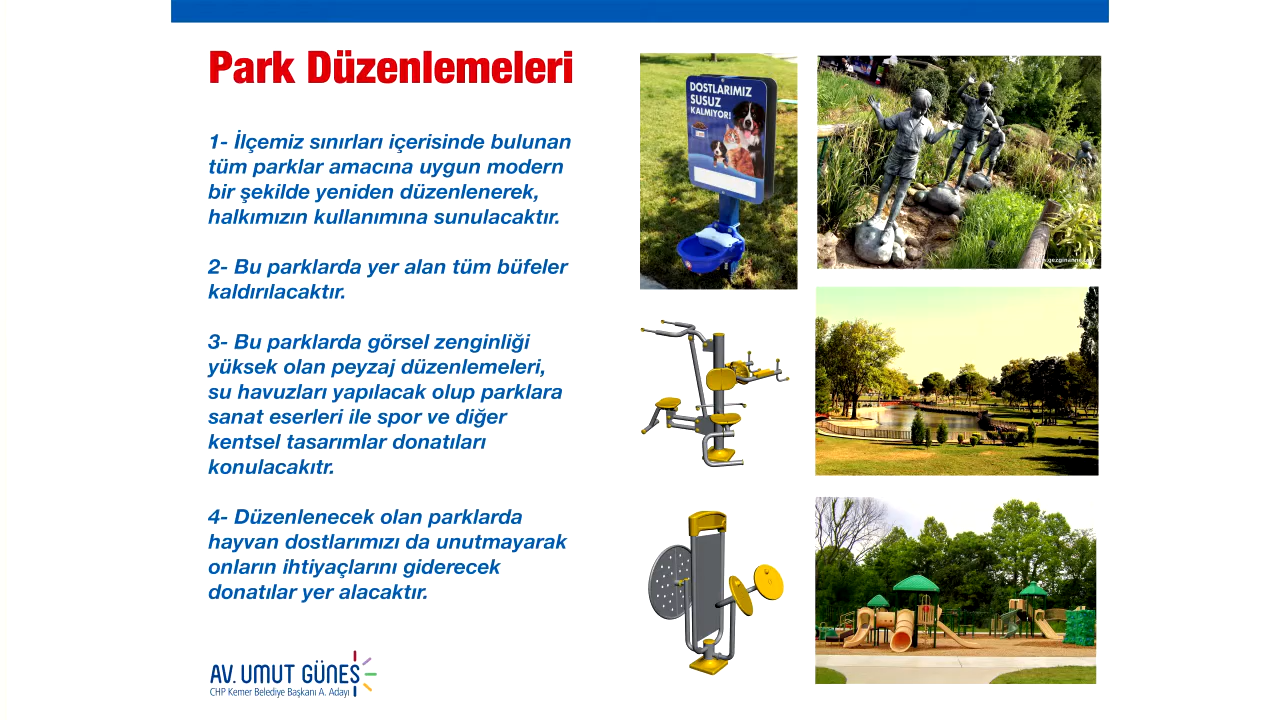 Park Düzenlemeleri
1- İlçemiz sınırları içerisinde bulunan
tüm parklar amacına uygun modern
bir şekilde yeniden düzenlenerek,
halkımızın kullanımına sunulacaktır.
2- Bu parklarda yer alan tüm büfeler
kaldırılacaktır.
3- Bu parklarda görsel zenginliği
yüksek olan peyzaj düzenlemeleri,
su havuzları yapılacak olup parklara
sanat eserleri ile spor ve diğer
kentsel tasarımlar donatıları
konulacakıtr.
4- Düzenlenecek olan parklarda
hayvan dostlarımızı da unutmayarak
onların ihtiyaçlarını giderecek
donatılar yer alacaktır.
AV. UMUT GÜNEŞ
CHP Kemer Belediye Başkanı A. Adayı
DOSTLARIMIZ
SUSUZ
KALMIYOR!